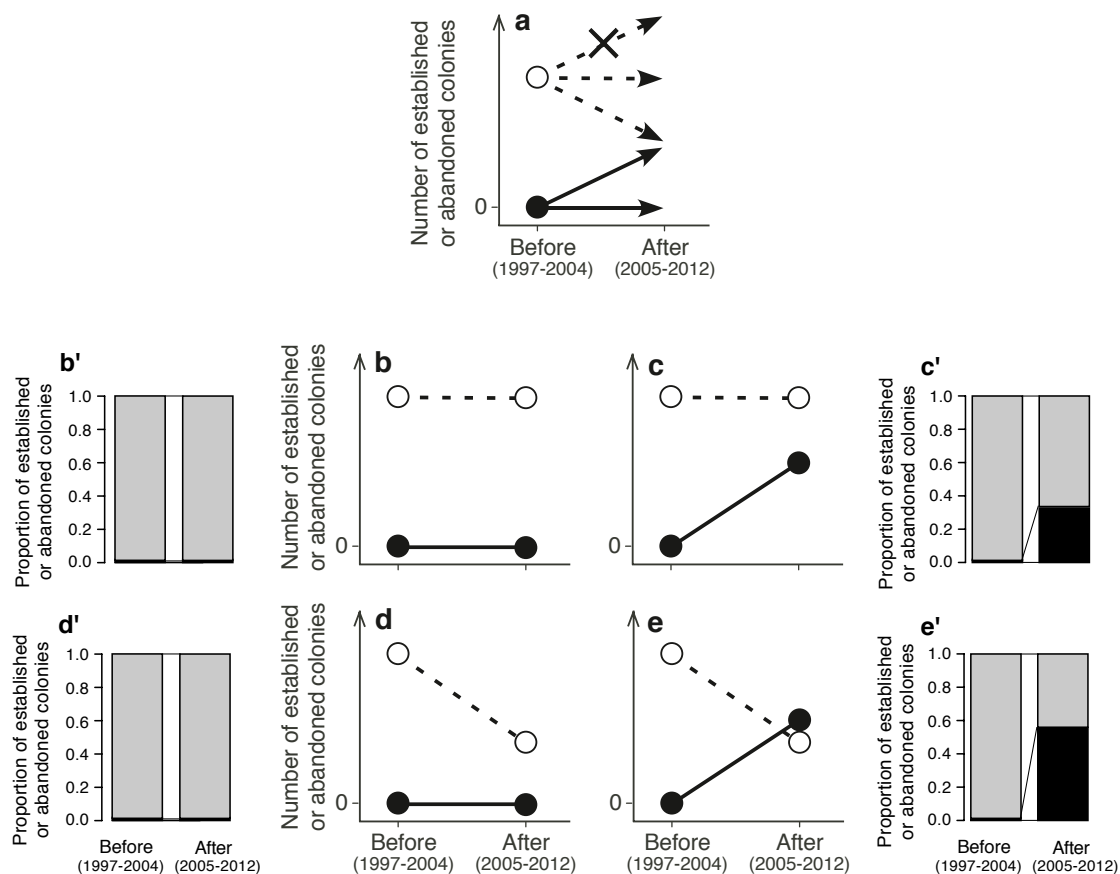 a
Number of established
or abandoned colonies
0
Before
After
(1997-2004)
(2005-2012)
b'
Proportion of established
or abandoned colonies
1.0
0.8
0.6
0.4
0.2
0.0
b
Number of established
or abandoned colonies
0
c
c'
Proportion of established
or abandoned colonies
1.0
0.8
0.6
0.4
0.2
0.0
d'
Proportion of established
or abandoned colonies
1.0
0.8
0.6
0.4
0.2
0.0
Before
After
(1997-2004)
(2005-2012)
d
Number of established
or abandoned colonies
0
Before
After
(1997-2004)
(2005-2012)
e
0
Before
After
(1997-2004)
(2005-2012)
e'
Proportion of established
or abandoned colonies
1.0
0.8
0.6
0.4
0.2
0.0
Before
After
(1997-2004)
(2005-2012)